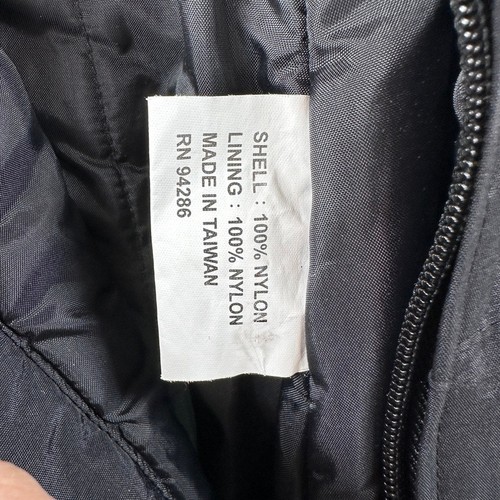 SHELL : 100% NYLON
LINING : 100% NYLON
MADE IN TAIWAN
RN 94286